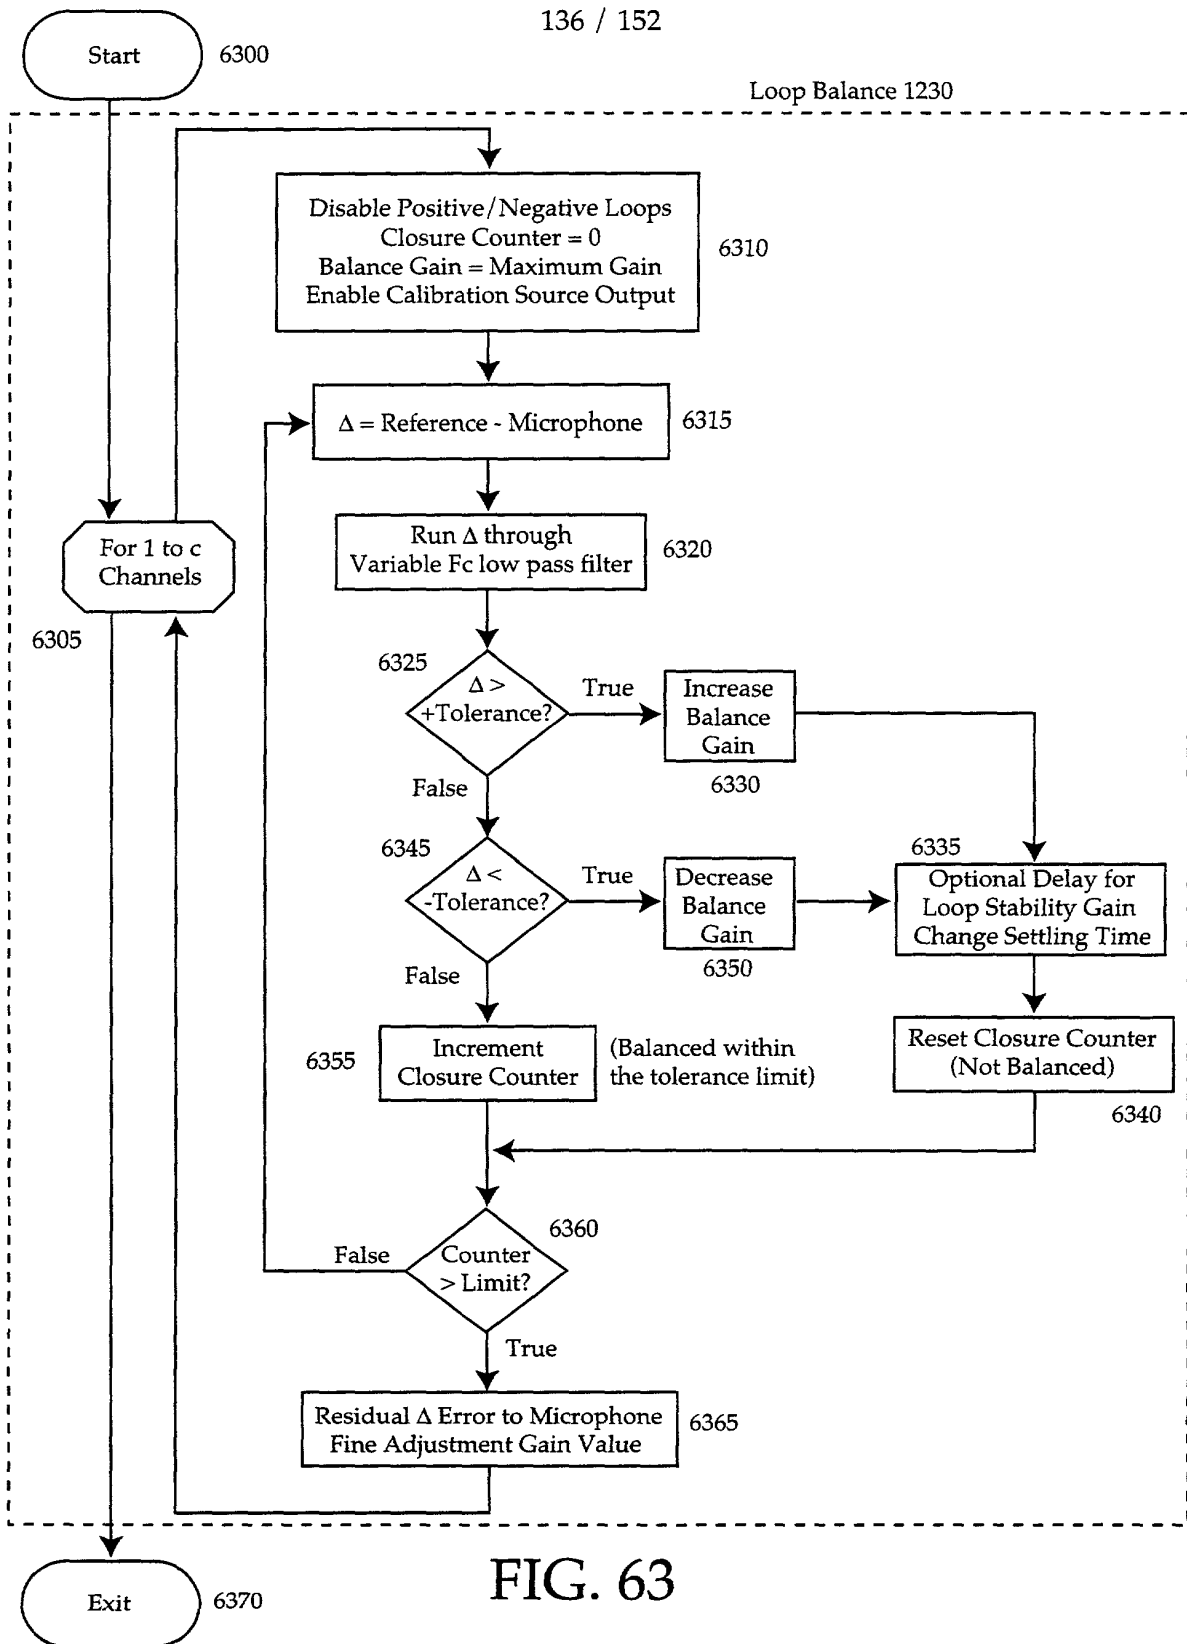 136 / 152
Start
6300
Loop Balance 1230
Disable Positive/Negative Loops
Closure Counter = 0
Balance Gain = Maximum Gain
Enable Calibration Source Output
6310
Δ = Reference - Microphone
6315
For 1 to c
Channels
6305
Run Δ through
Variable Fc low pass filter
6320
6325
Δ >
+Tolerance?
True
Increase
Balance
Gain
6330
False
6345
Δ <
-Tolerance?
True
Decrease
Balance
Gain
6350
6335
Optional Delay for
Loop Stability Gain
Change Settling Time
False
6355
Increment
Closure Counter
(Balanced within
the tolerance limit)
Reset Closure Counter
(Not Balanced)
6340
6360
Counter
> Limit?
False
True
Residual Δ Error to Microphone
Fine Adjustment Gain Value
6365
Exit
6370
FIG. 63